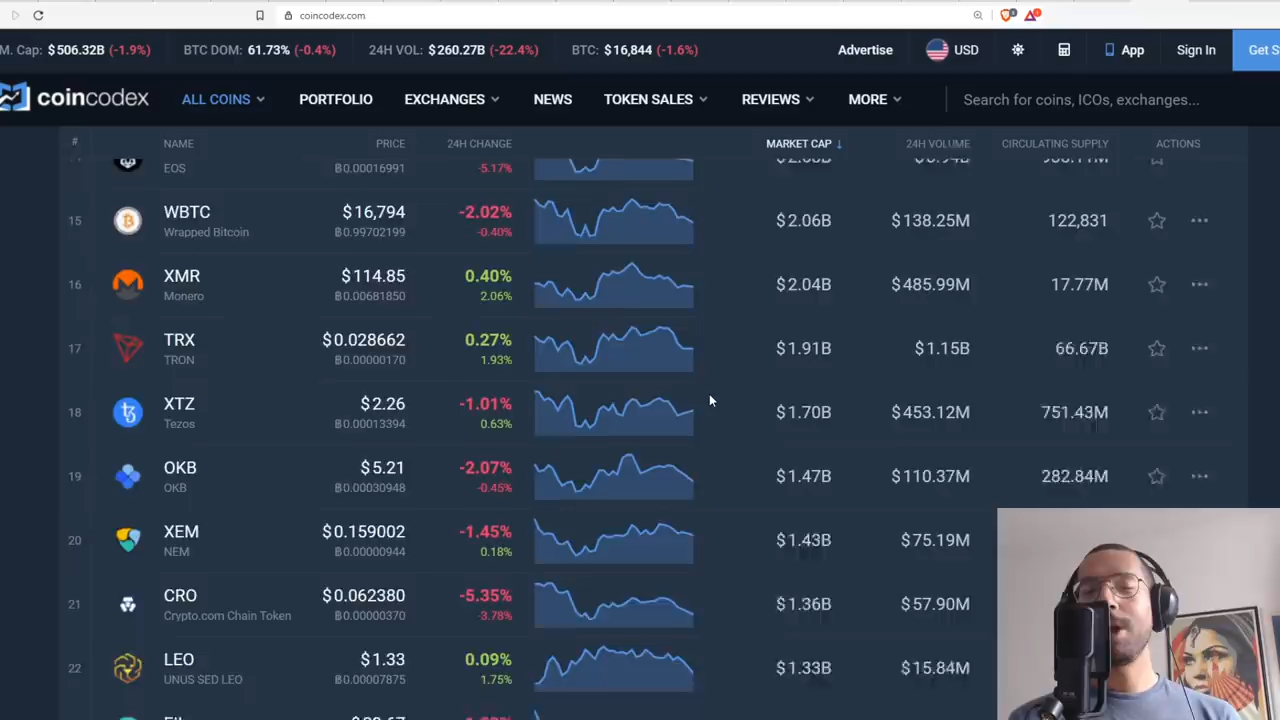 coincodex.com
M. Cap: $506.32B (-1.9%) BTC DOM: 61.73% (-0.4%) 24H VOL: $260.27B (-22.4%) BTC: $16,844 (-1.6%) Advertise USD App Sign In Get S
coincodex ALL COINS PORTFOLIO EXCHANGES NEWS TOKEN SALES REVIEWS MORE Search for coins, ICOs, exchanges...
# NAME PRICE 24H CHANGE MARKET CAP ↓ 24H VOLUME CIRCULATING SUPPLY ACTIONS
EOS ฿0.00016991 -5.17%
15 WBTC $16,794 -2.02% $2.06B $138.25M 122,831
Wrapped Bitcoin ฿0.99702199 -0.40%
16 XMR $114.85 0.40% $2.04B $485.99M 17.77M
Monero ฿0.00681850 2.06%
17 TRX $0.028662 0.27% $1.91B $1.15B 66.67B
TRON ฿0.00000170 1.93%
18 XTZ $2.26 -1.01% $1.70B $453.12M 751.43M
Tezos ฿0.00013394 0.63%
19 OKB $5.21 -2.07% $1.47B $110.37M 282.84M
OKB ฿0.00030948 -0.45%
20 XEM $0.159002 -1.45% $1.43B $75.19M
NEM ฿0.00000944 0.18%
21 CRO $0.062380 -5.35% $1.36B $57.90M
Crypto.com Chain Token ฿0.00000370 -3.78%
22 LEO $1.33 0.09% $1.33B $15.84M
UNUS SED LEO ฿0.00007875 1.75%